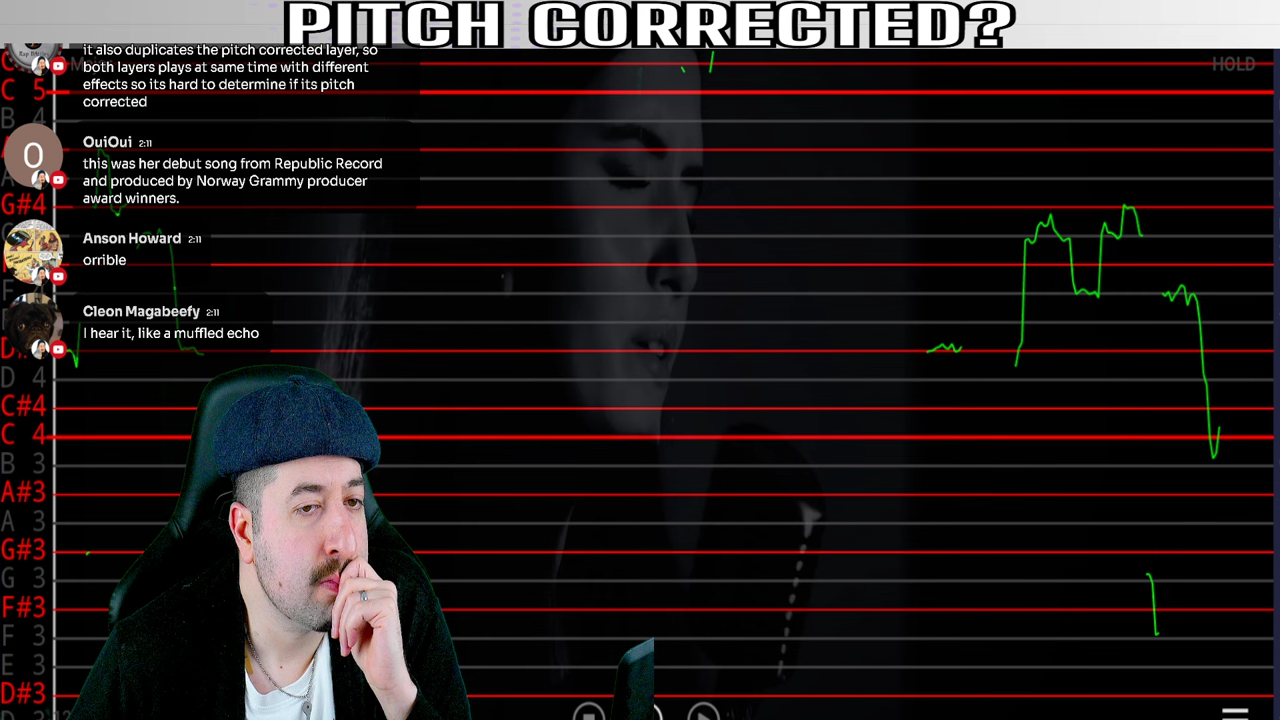 PITCH CORRECTED?
it also duplicates the pitch corrected layer, so
both layers plays at same time with different
effects so its hard to determine if its pitch
corrected
HOLD
C 5
B 4
OuiOui 2:11
O
this was her debut song from Republic Record
and produced by Norway Grammy producer
award winners.
G#4
Anson Howard 2:11
orrible
Cleon Magabeefy 2:11
I hear it, like a muffled echo
D 4
C#4
C 4
B 3
A#3
A 3
G#3
G 3
F#3
F 3
E 3
D#3